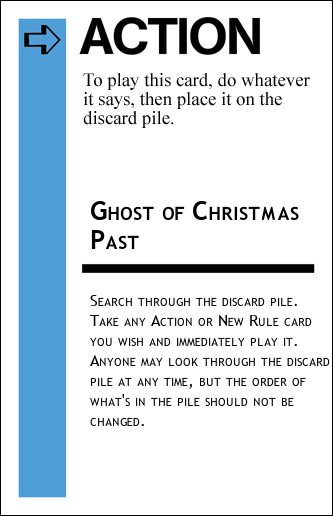 ACTION
To play this card, do whatever
it says, then place it on the
discard pile.
Ghost of Christmas
Past
Search through the discard pile.
Take any Action or New Rule card
you wish and immediately play it.
Anyone may look through the discard
pile at any time, but the order of
what's in the pile should not be
changed.